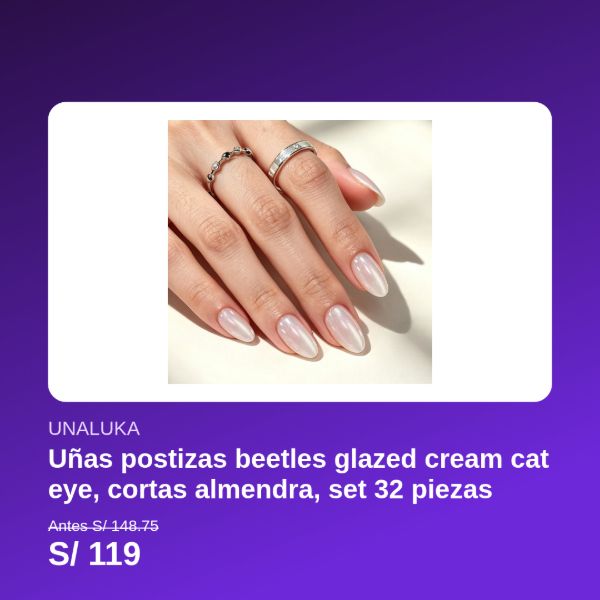 UNALUKA
Uñas postizas beetles glazed cream cat
eye, cortas almendra, set 32 piezas
Antes S/ 148.75
S/ 119